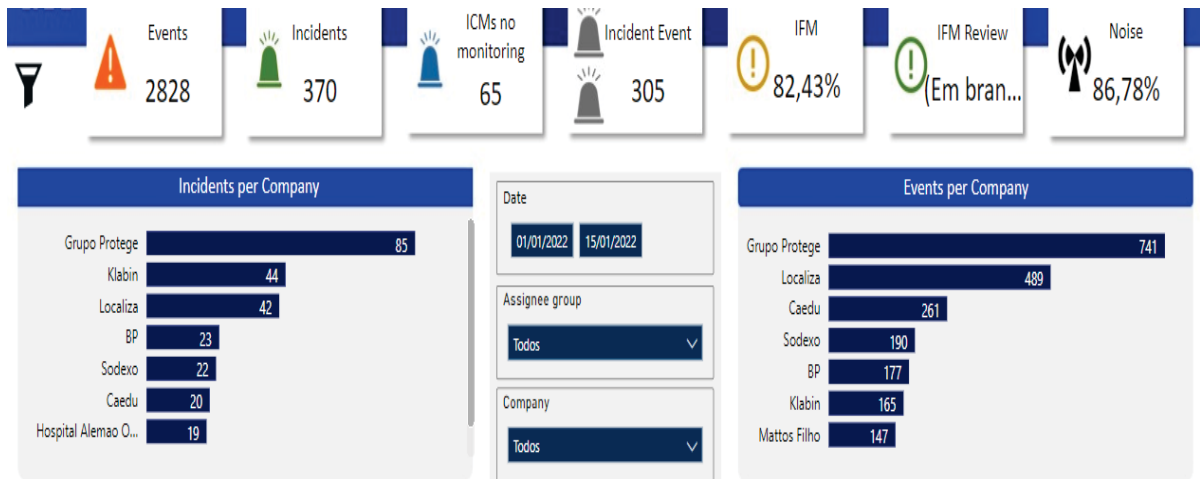 Events
2828
Incidents
370
ICMs no
monitoring
65
Incident Event
305
IFM
82,43%
IFM Review
(Em bran...
Noise
86,78%
Incidents per Company
Grupo Protege 85
Klabin 44
Localiza 42
BP 23
Sodexo 22
Caedu 20
Hospital Alemao O... 19
Date
01/01/2022 15/01/2022
Assignee group
Todos
Company
Todos
Events per Company
Grupo Protege 741
Localiza 489
Caedu 261
Sodexo 190
BP 177
Klabin 165
Mattos Filho 147